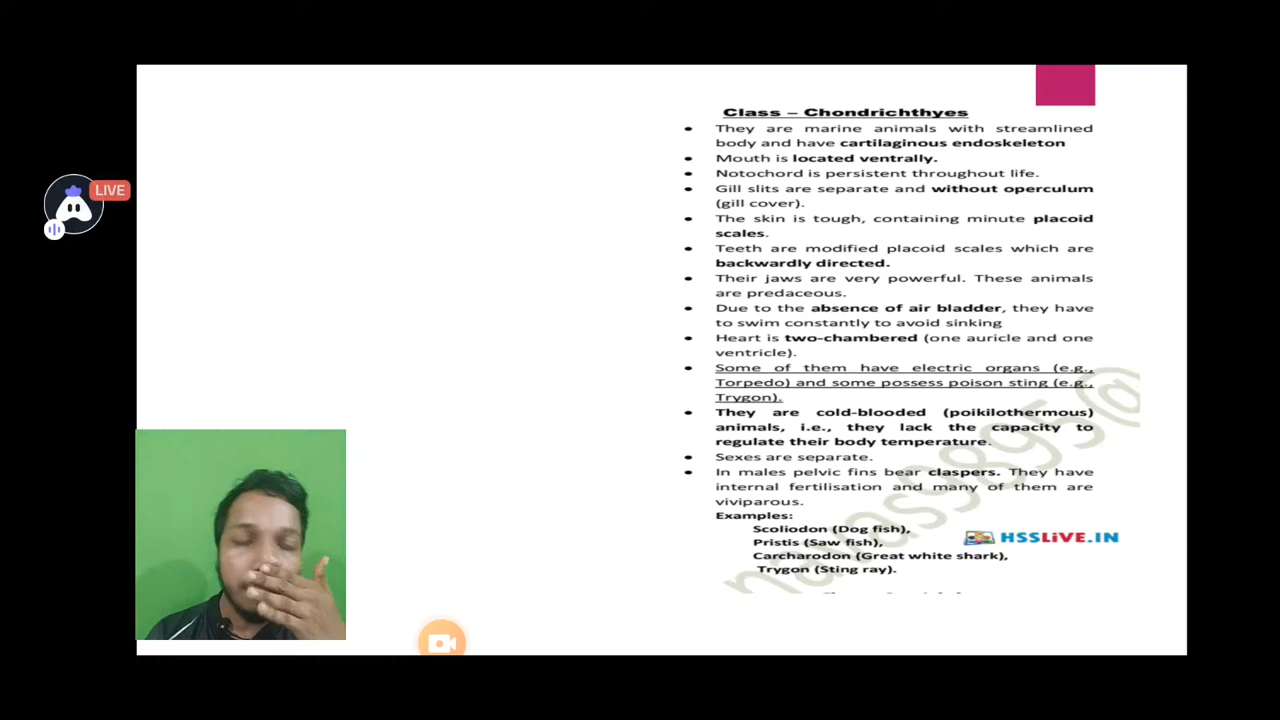 LIVE
Class – Chondrichthyes
• They are marine animals with streamlined
body and have cartilaginous endoskeleton
• Mouth is located ventrally.
• Notochord is persistent throughout life.
• Gill slits are separate and without operculum
(gill cover).
• The skin is tough, containing minute placoid
scales.
• Teeth are modified placoid scales which are
backwardly directed.
• Their jaws are very powerful. These animals
are predaceous.
• Due to the absence of air bladder, they have
to swim constantly to avoid sinking
• Heart is two-chambered (one auricle and one
ventricle).
• Some of them have electric organs (e.g.,
Torpedo) and some possess poison sting (e.g.,
Trygon).
• They are cold-blooded (poikilothermous)
animals, i.e., they lack the capacity to
regulate their body temperature.
• Sexes are separate.
• In males pelvic fins bear claspers. They have
internal fertilisation and many of them are
viviparous.
Examples:
Scoliodon (Dog fish),
Pristis (Saw fish),
Carcharodon (Great white shark),
Trygon (Sting ray).
HSSLiVE.IN
navas9895@